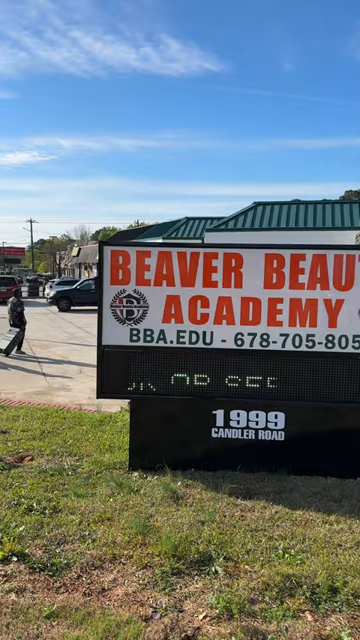 BEAVER BEAU
ACADEMY
BBA.EDU - 678-705-805
1999
CANDLER ROAD